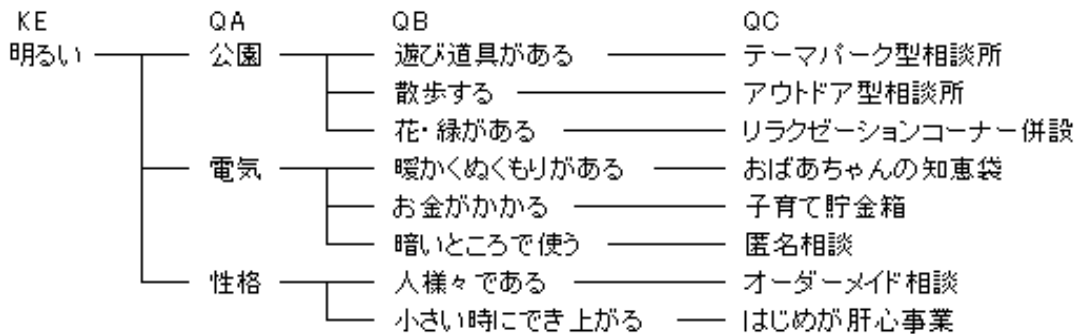 KE QA QB QC
明るい 公園 遊び道具がある テーマパーク型相談所
散歩する アウトドア型相談所
花・緑がある リラクゼーションコーナー併設
電気 暖かくぬくもりがある おばあちゃんの知恵袋
お金がかかる 子育て貯金箱
暗いところで使う 匿名相談
性格 人様々である オーダーメイド相談
小さい時にでき上がる はじめが肝心事業